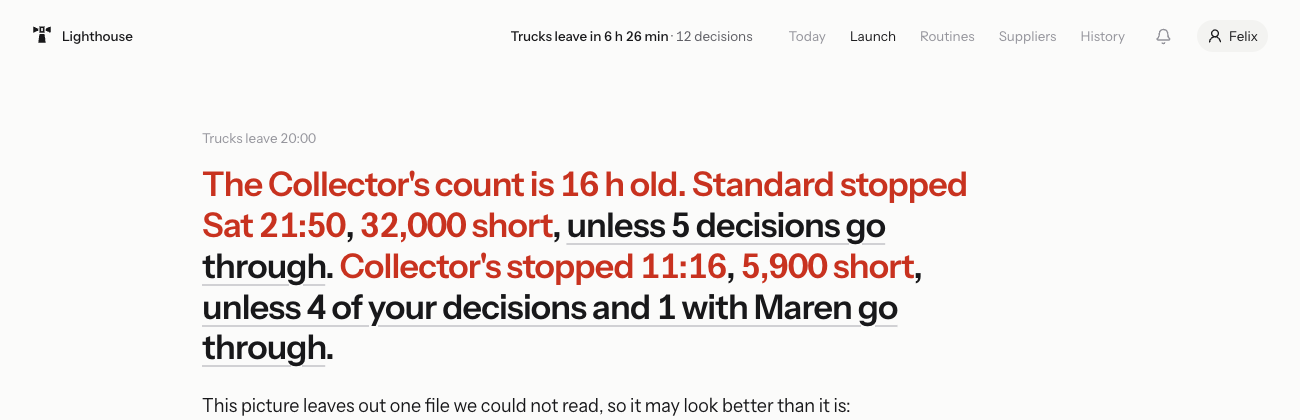 Lighthouse
Trucks leave in 6 h 26 min · 12 decisions
Today
Launch
Routines
Suppliers
History
Felix
Trucks leave 20:00
The Collector's count is 16 h old. Standard stopped
Sat 21:50, 32,000 short, unless 5 decisions go
through. Collector's stopped 11:16, 5,900 short,
unless 4 of your decisions and 1 with Maren go
through.
This picture leaves out one file we could not read, so it may look better than it is: